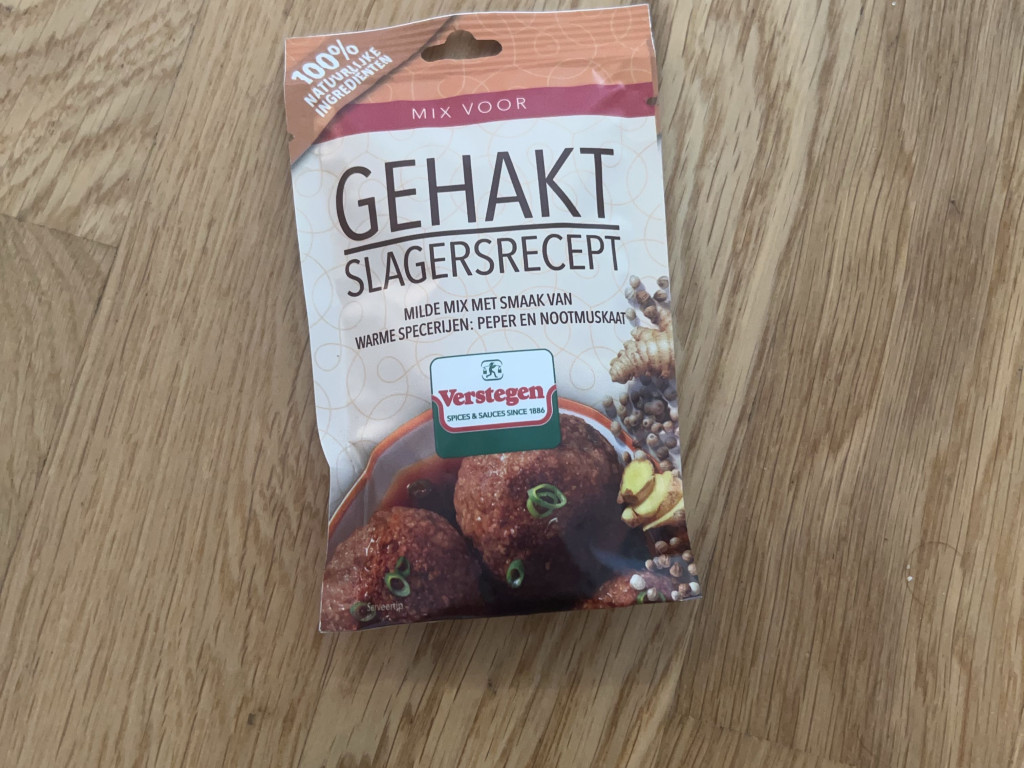 100%
NATUURLIJKE
INGREDIËNTEN
MIX VOOR
GEHAKT
SLAGERSRECEPT
MILDE MIX MET SMAAK VAN
WARME SPECERIJEN: PEPER EN NOOTMUSKAAT
Verstegen
SPICES & SAUCES SINCE 1886
Serveertip